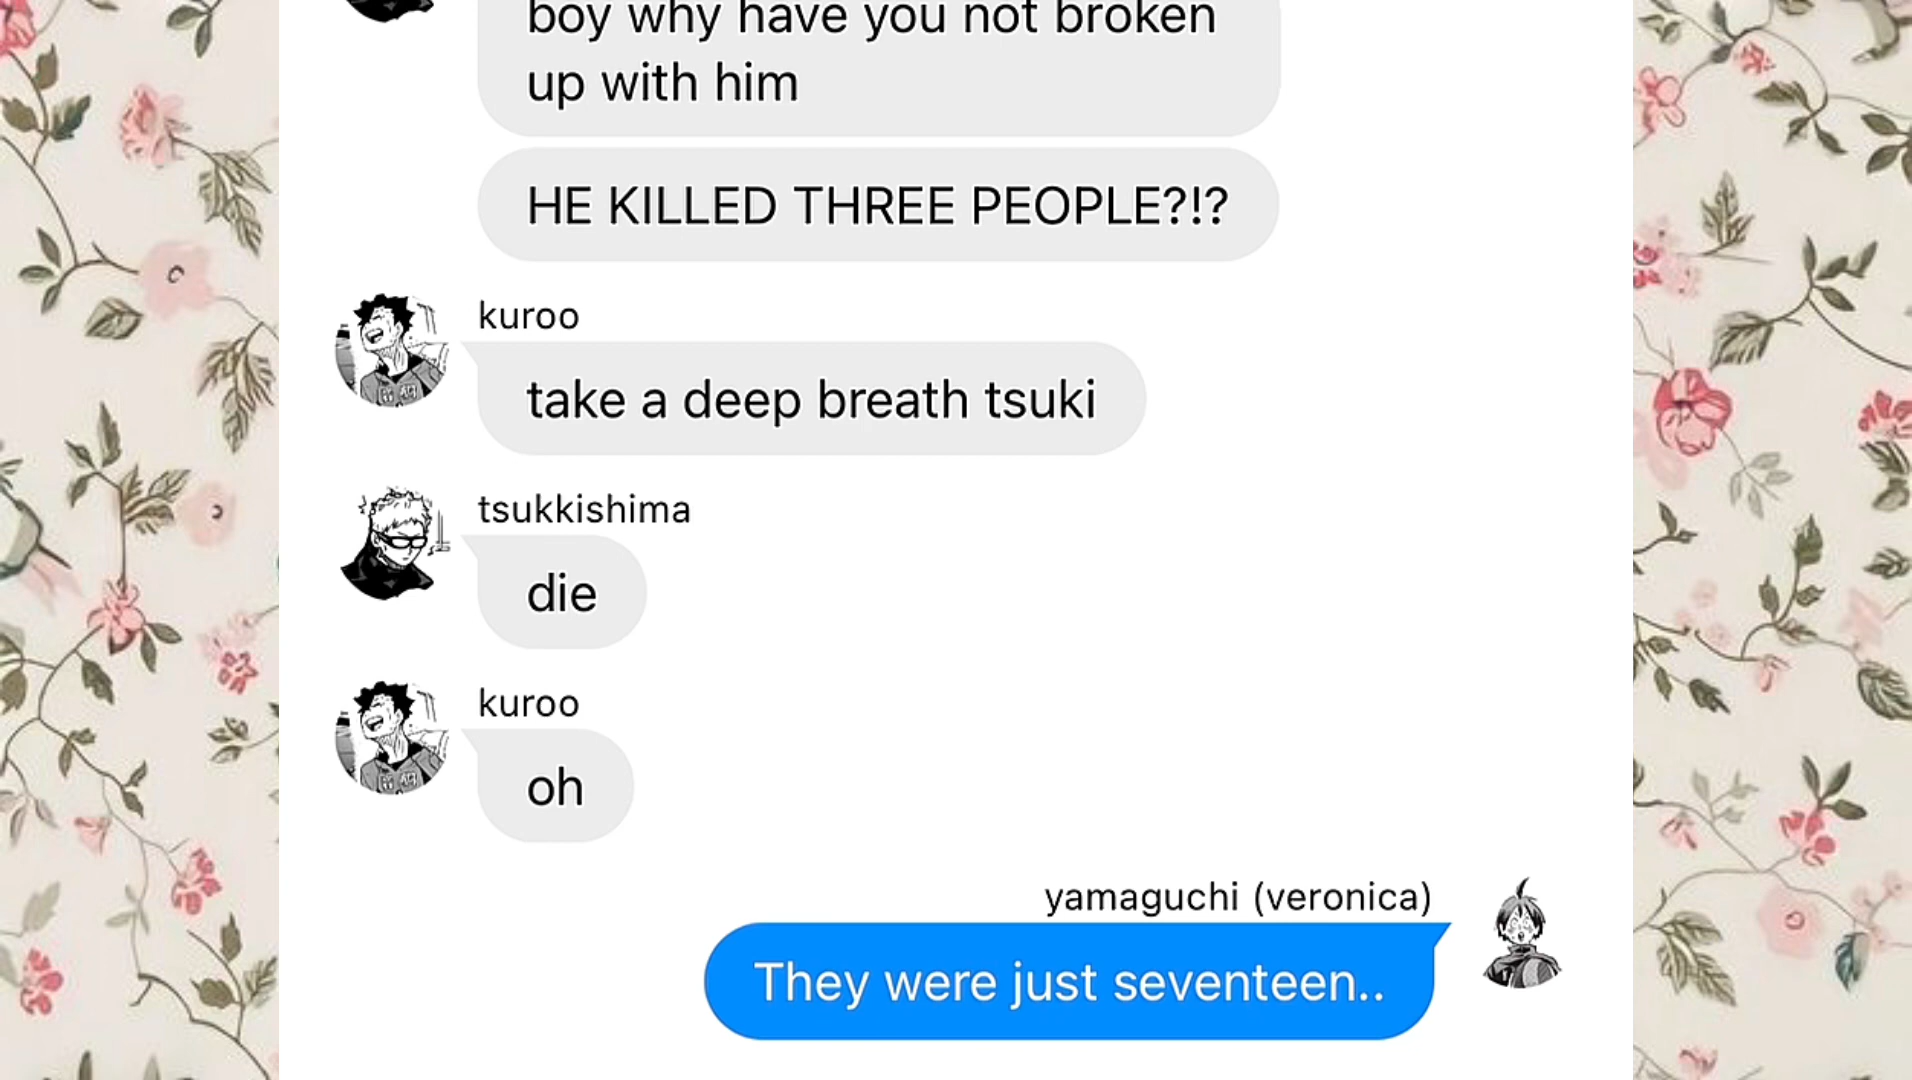 boy why have you not broken
up with him
HE KILLED THREE PEOPLE?!?
kuroo
take a deep breath tsuki
tsukkishima
die
kuroo
oh
yamaguchi (veronica)
They were just seventeen..